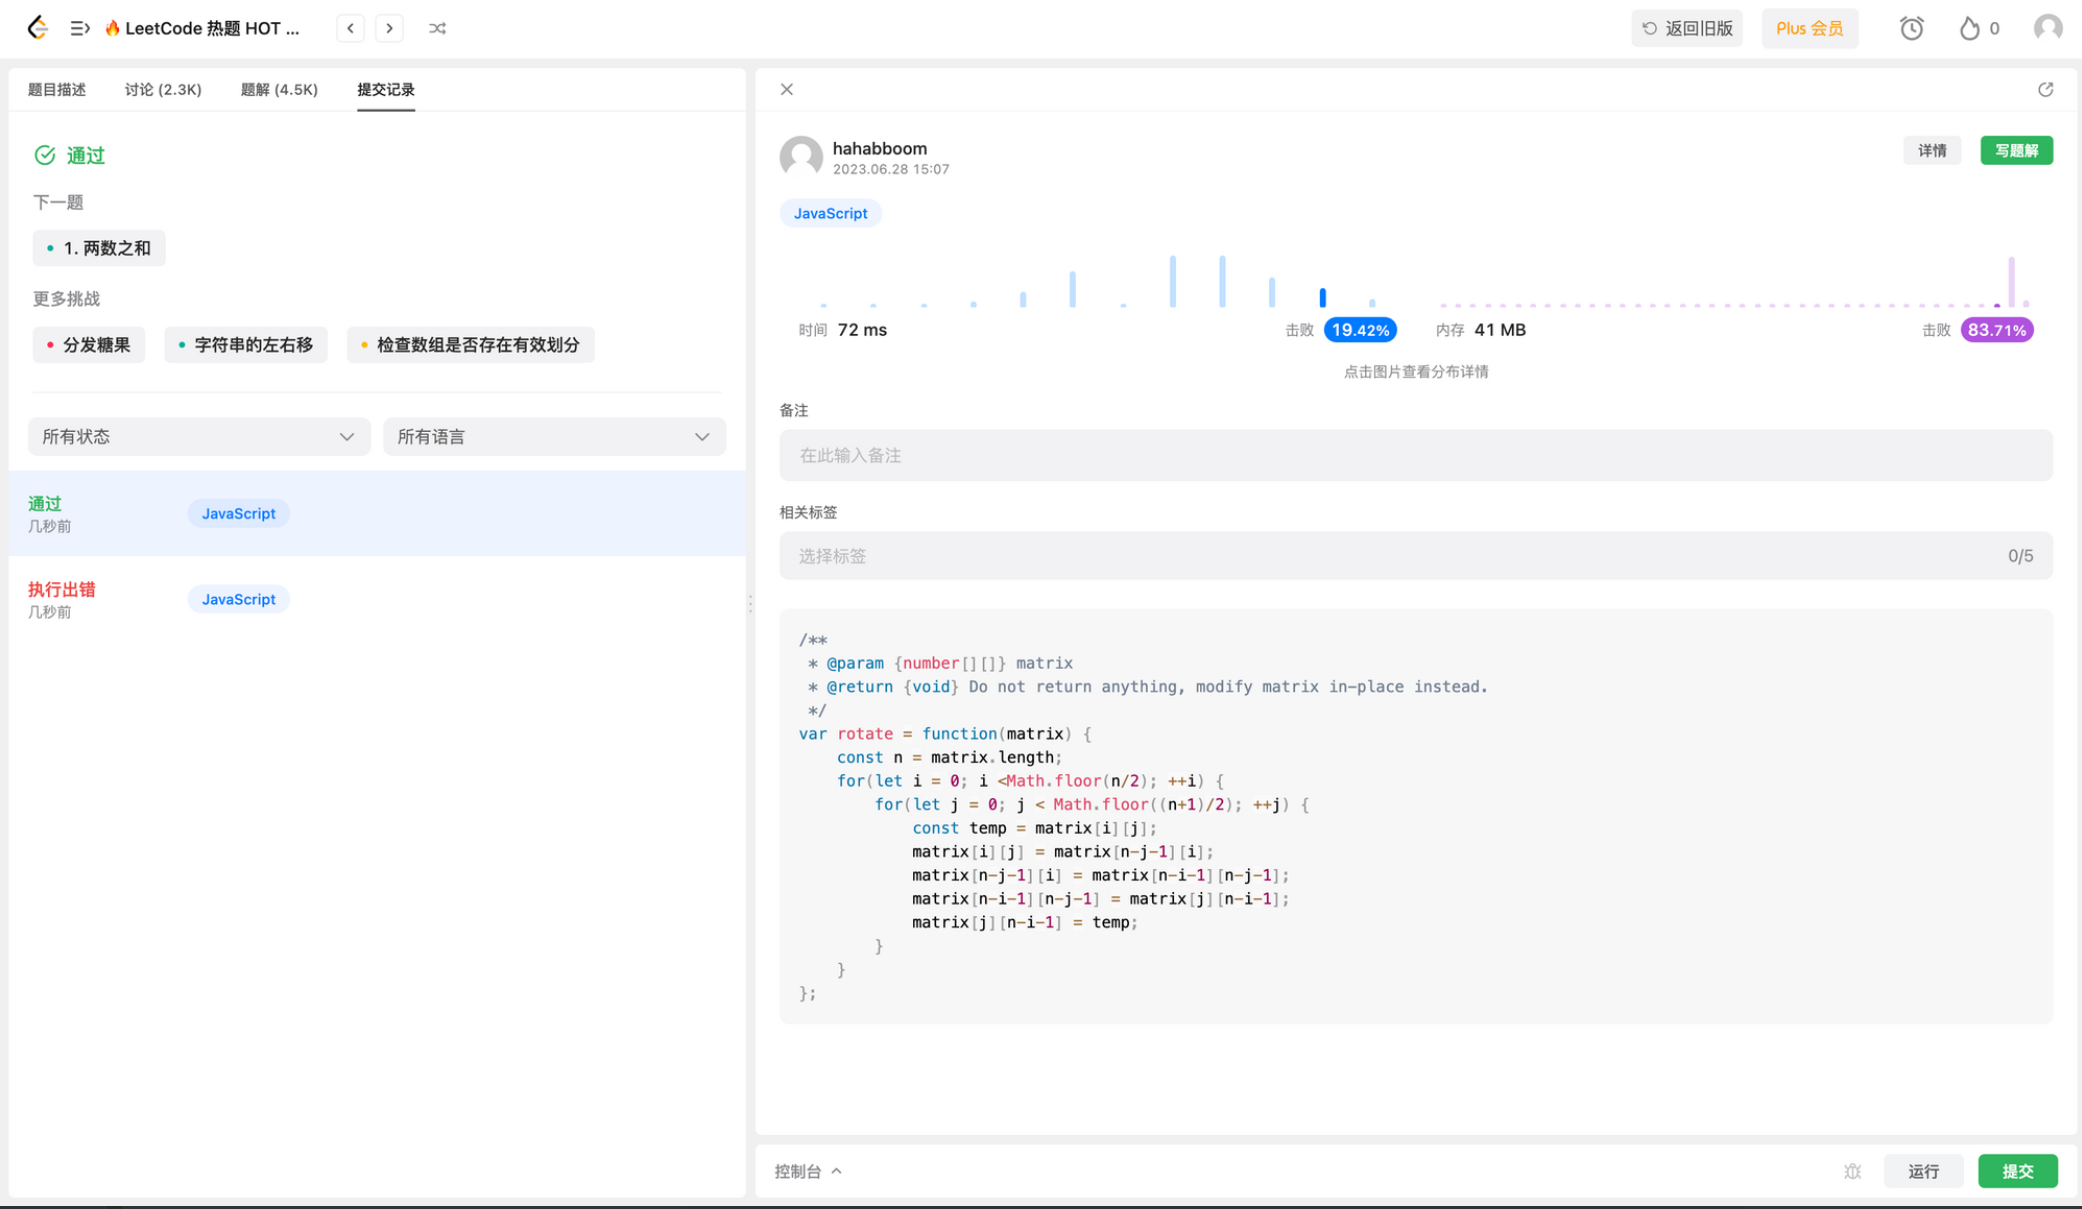 LeetCode 热题 HOT ...
返回旧版
Plus 会员
0
题目描述
讨论 (2.3K)
题解 (4.5K)
提交记录
通过
下一题
1. 两数之和
更多挑战
分发糖果
字符串的左右移
检查数组是否存在有效划分
所有状态
所有语言
通过
几秒前
JavaScript
执行出错
几秒前
JavaScript
hahabboom
2023.06.28 15:07
详情
写题解
JavaScript
时间 72 ms
击败 19.42%
内存 41 MB
击败 83.71%
点击图片查看分布详情
备注
在此输入备注
相关标签
选择标签
0/5
/**
 * @param {number[][]} matrix
 * @return {void} Do not return anything, modify matrix in-place instead.
 */
var rotate = function(matrix) {
    const n = matrix.length;
    for(let i = 0; i <Math.floor(n/2); ++i) {
        for(let j = 0; j < Math.floor((n+1)/2); ++j) {
            const temp = matrix[i][j];
            matrix[i][j] = matrix[n-j-1][i];
            matrix[n-j-1][i] = matrix[n-i-1][n-j-1];
            matrix[n-i-1][n-j-1] = matrix[j][n-i-1];
            matrix[j][n-i-1] = temp;
        }
    }
};
控制台
运行
提交